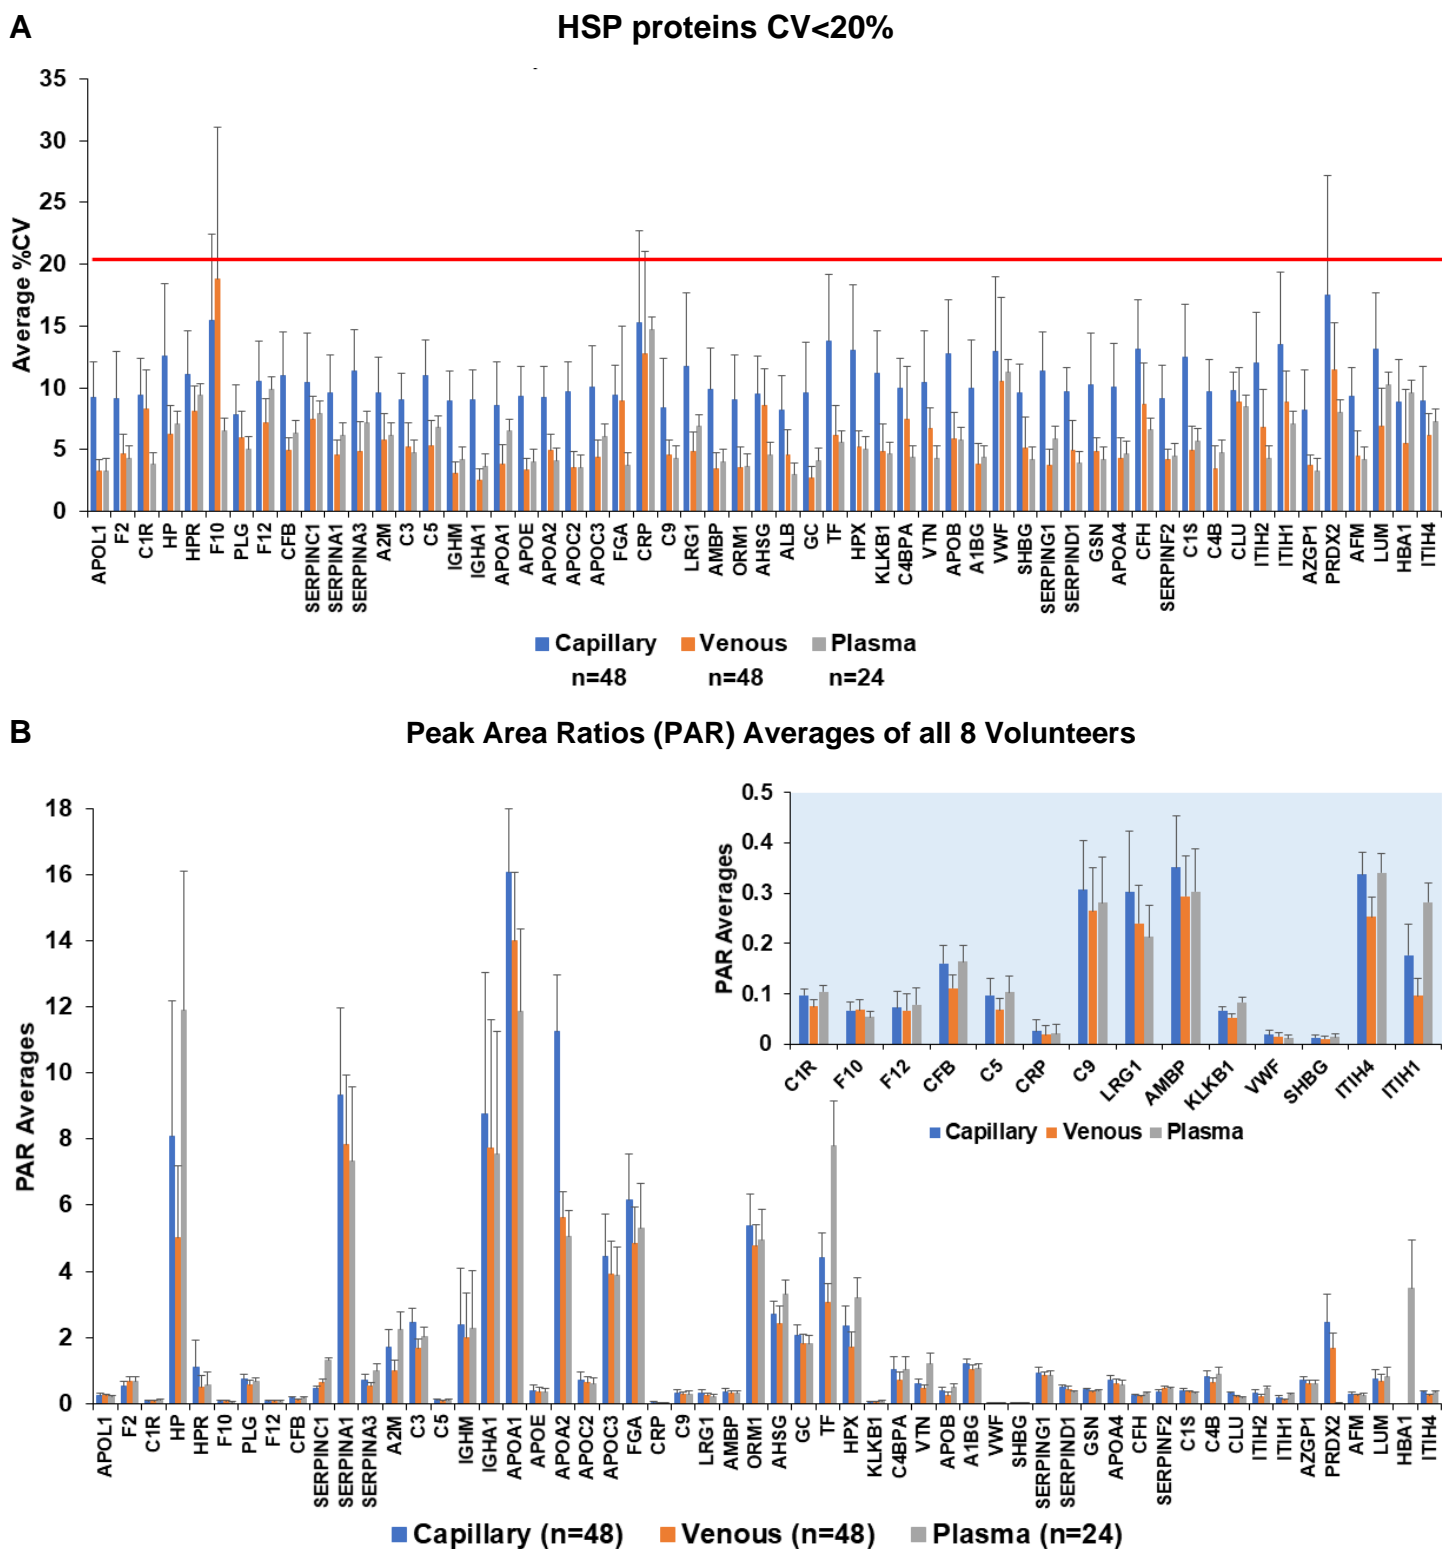 A
HSP proteins CV<20%
Average %CV
35
30
25
20
15
10
5
0
APOL1 F2 C1R HP HPR F10 PLG F12 CFB SERPINC1 SERPINA1 SERPINA3 A2M C3 C5 IGHM IGHA1 APOA1 APOE APOA2 APOC2 APOC3 FGA CRP C9 LRG1 AMBP ORM1 AHSG ALB GC TF HPX KLKB1 C4BPA VTN APOB A1BG VWF SHBG SERPING1 SERPIND1 GSN APOA4 CFH SERPINF2 C1S C4B CLU ITIH2 ITIH1 AZGP1 PRDX2 AFM LUM HBA1 ITIH4
Capillary Venous Plasma
n=48 n=48 n=24
B
Peak Area Ratios (PAR) Averages of all 8 Volunteers
PAR Averages
18
16
14
12
10
8
6
4
2
0
PAR Averages
0.5
0.4
0.3
0.2
0.1
0
C1R F10 F12 CFB C5 CRP C9 LRG1 AMBP KLKB1 VWF SHBG ITIH4 ITIH1
Capillary Venous Plasma
APOL1 F2 C1R HP HPR F10 PLG F12 CFB SERPINC1 SERPINA1 SERPINA3 A2M C3 C5 IGHM IGHA1 APOA1 APOE APOA2 APOC2 APOC3 FGA CRP C9 LRG1 AMBP ORM1 AHSG GC TF HPX KLKB1 C4BPA VTN APOB A1BG VWF SHBG SERPING1 SERPIND1 GSN APOA4 CFH SERPINF2 C1S C4B CLU ITIH2 ITIH1 AZGP1 PRDX2 AFM LUM HBA1 ITIH4
Capillary (n=48) Venous (n=48) Plasma (n=24)